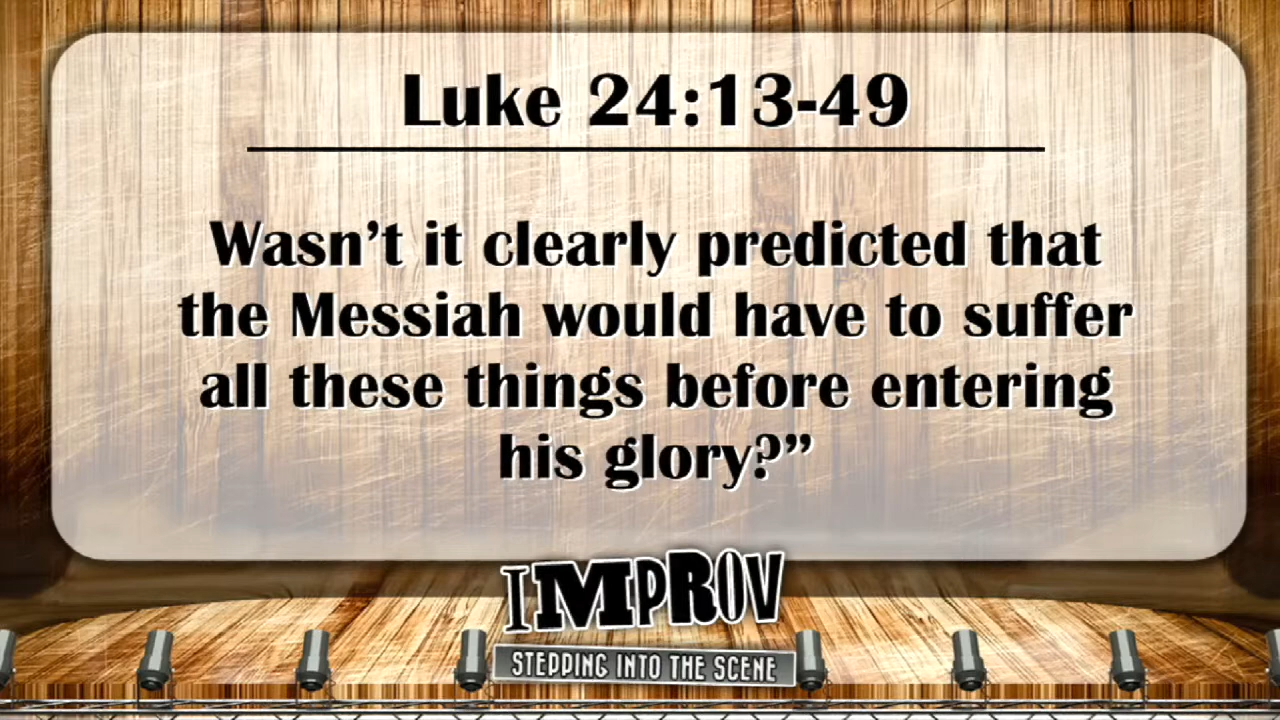 Luke 24:13-49
Wasn’t it clearly predicted that
the Messiah would have to suffer
all these things before entering
his glory?”
IMPROV
STEPPING INTO THE SCENE